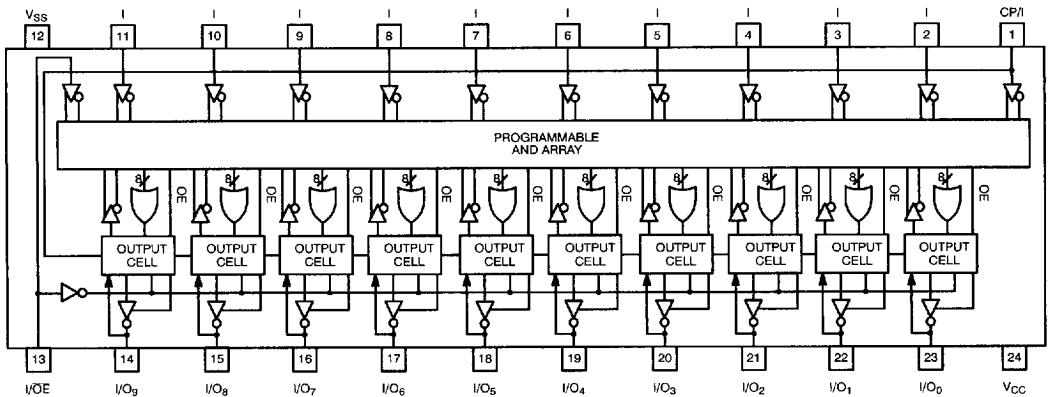 VSS I I I I I I I I I I CP/I
12 11 10 9 8 7 6 5 4 3 2 1
PROGRAMMABLE
AND ARRAY
8 8 8 8 8 8 8 8 8 8
OE OE OE OE OE OE OE OE OE OE
OUTPUT CELL
OUTPUT CELL
OUTPUT CELL
OUTPUT CELL
OUTPUT CELL
OUTPUT CELL
OUTPUT CELL
OUTPUT CELL
OUTPUT CELL
OUTPUT CELL
13 14 15 16 17 18 19 20 21 22 23 24
I/O̅E̅ I/O9 I/O8 I/O7 I/O6 I/O5 I/O4 I/O3 I/O2 I/O1 I/O0 VCC